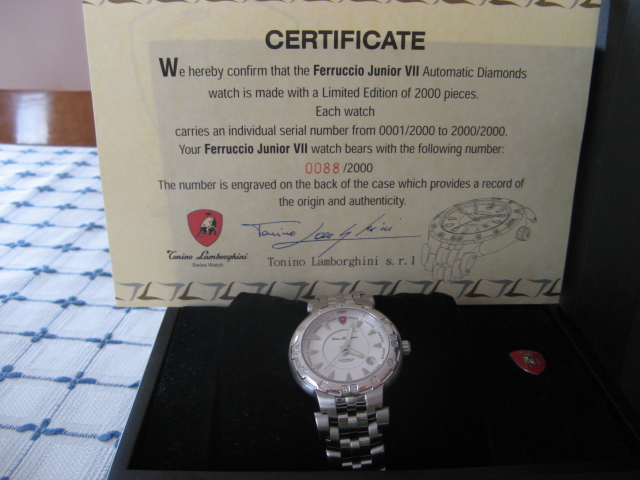 CERTIFICATE
We hereby confirm that the Ferruccio Junior VII Automatic Diamonds
watch is made with a Limited Edition of 2000 pieces.
Each watch
carries an individual serial number from 0001/2000 to 2000/2000.
Your Ferruccio Junior VII watch bears with the following number:
0088 /2000
The number is engraved on the back of the case which provides a record of
the origin and authenticity.
Tonino Lamborghini
Tonino Lamborghini
Swiss Watch
Tonino Lamborghini s.r.l